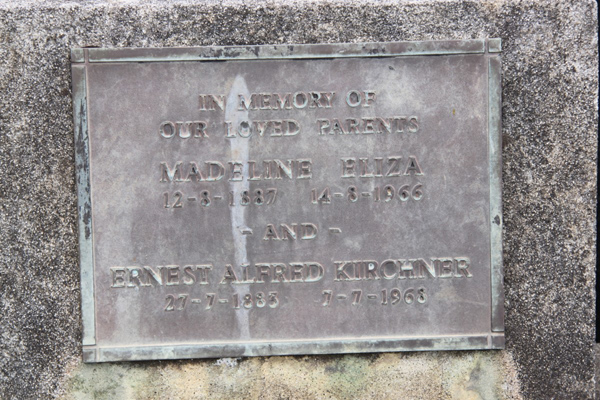 IN MEMORY OF
OUR LOVED PARENTS
MADELINE ELIZA
12-8-1887 14-8-1966
- AND -
ERNEST ALFRED KIRCHNER
27-7-1885 7-7-1968